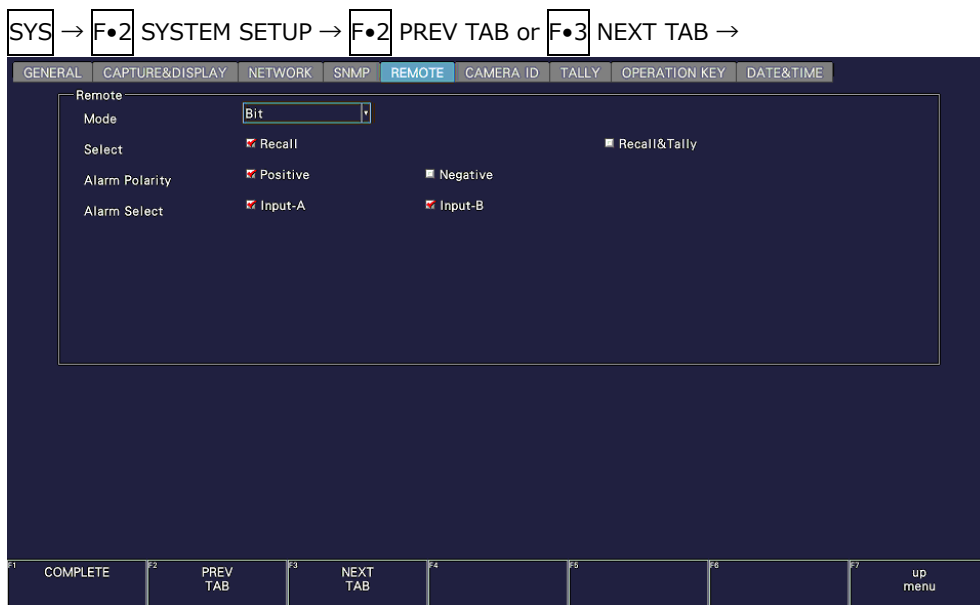 SYS → F•2 SYSTEM SETUP → F•2 PREV TAB or F•3 NEXT TAB →
GENERAL CAPTURE&DISPLAY NETWORK SNMP REMOTE CAMERA ID TALLY OPERATION KEY DATE&TIME
Remote
Mode Bit
Select Recall Recall&Tally
Alarm Polarity Positive Negative
Alarm Select Input-A Input-B
F1 COMPLETE F2 PREV TAB F3 NEXT TAB F4 F5 F6 F7 up menu